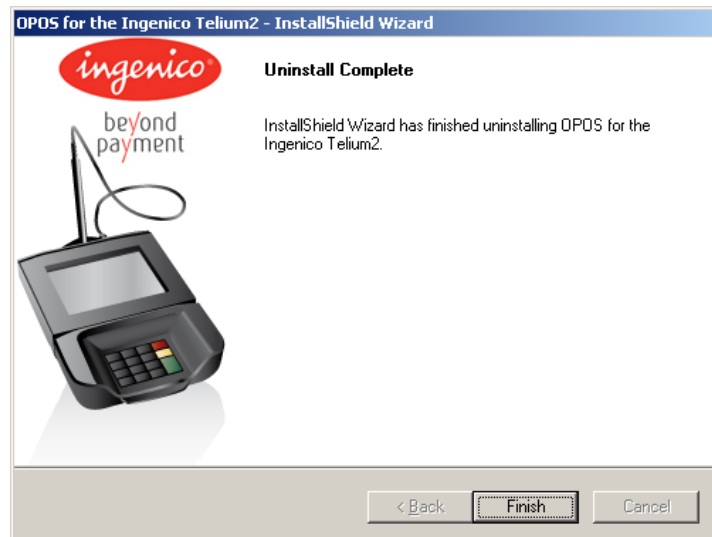 OPOS for the Ingenico Telium2 - InstallShield Wizard
ingenico®
beyond
payment
Uninstall Complete
InstallShield Wizard has finished uninstalling OPOS for the
Ingenico Telium2.
< Back
Finish
Cancel